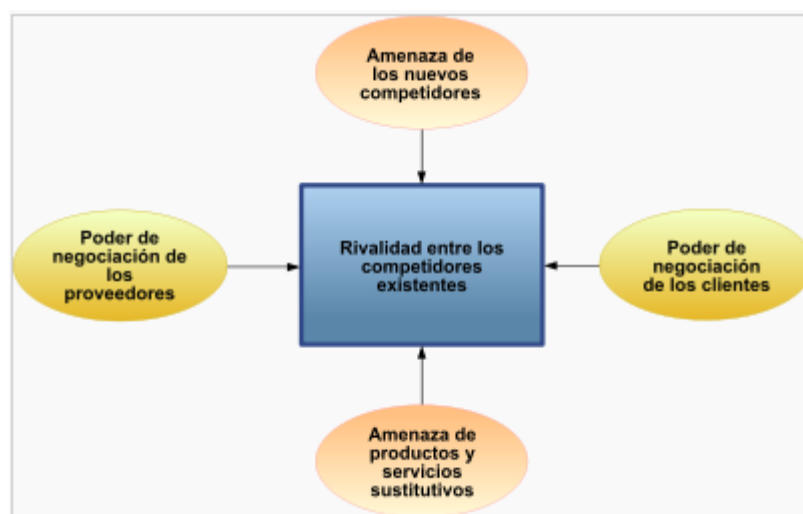 Amenaza de
los nuevos
competidores
Poder de
negociación de
los
proveedores
Rivalidad entre los
competidores
existentes
Poder de
negociación
de los clientes
Amenaza de
productos y
servicios
sustitutivos